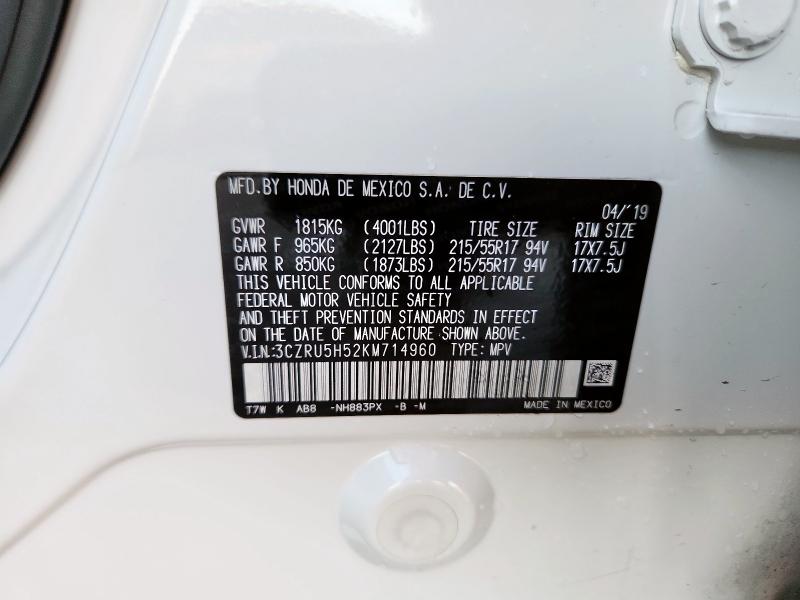 MFD.BY HONDA DE MEXICO S.A. DE C.V.
04/'19
GVWR 1815KG (4001LBS) TIRE SIZE RIM SIZE
GAWR F 965KG (2127LBS) 215/55R17 94V 17X7.5J
GAWR R 850KG (1873LBS) 215/55R17 94V 17X7.5J
THIS VEHICLE CONFORMS TO ALL APPLICABLE
FEDERAL MOTOR VEHICLE SAFETY
AND THEFT PREVENTION STANDARDS IN EFFECT
ON THE DATE OF MANUFACTURE SHOWN ABOVE.
V.I.N:3CZRU5H52KM714960 TYPE: MPV
T7W K AB8 -NH883PX -B -M MADE IN MEXICO